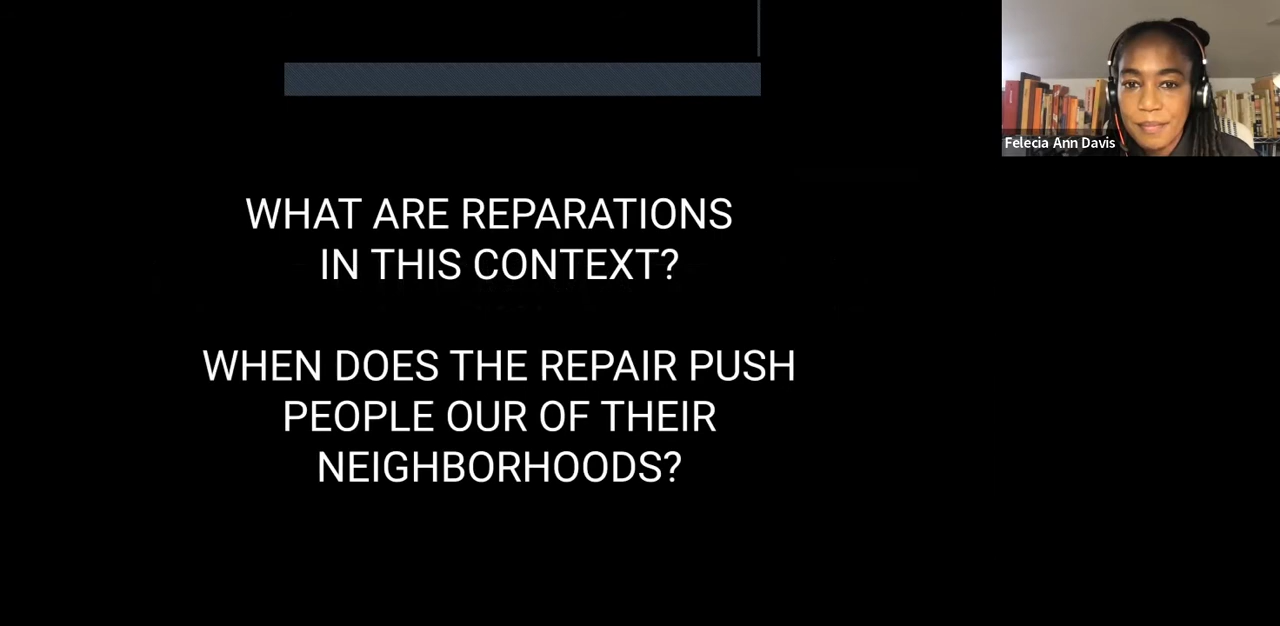 Felecia Ann Davis
WHAT ARE REPARATIONS
IN THIS CONTEXT?
WHEN DOES THE REPAIR PUSH
PEOPLE OUR OF THEIR
NEIGHBORHOODS?